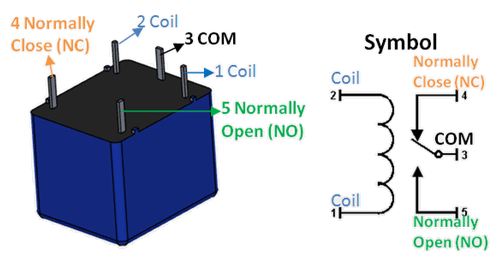 4 Normally
Close (NC)
2 Coil
3 COM
1 Coil
5 Normally
Open (NO)
Symbol
Coil
2
Normally
Close (NC)
4
COM
3
Coil
1
5
Normally
Open (NO)